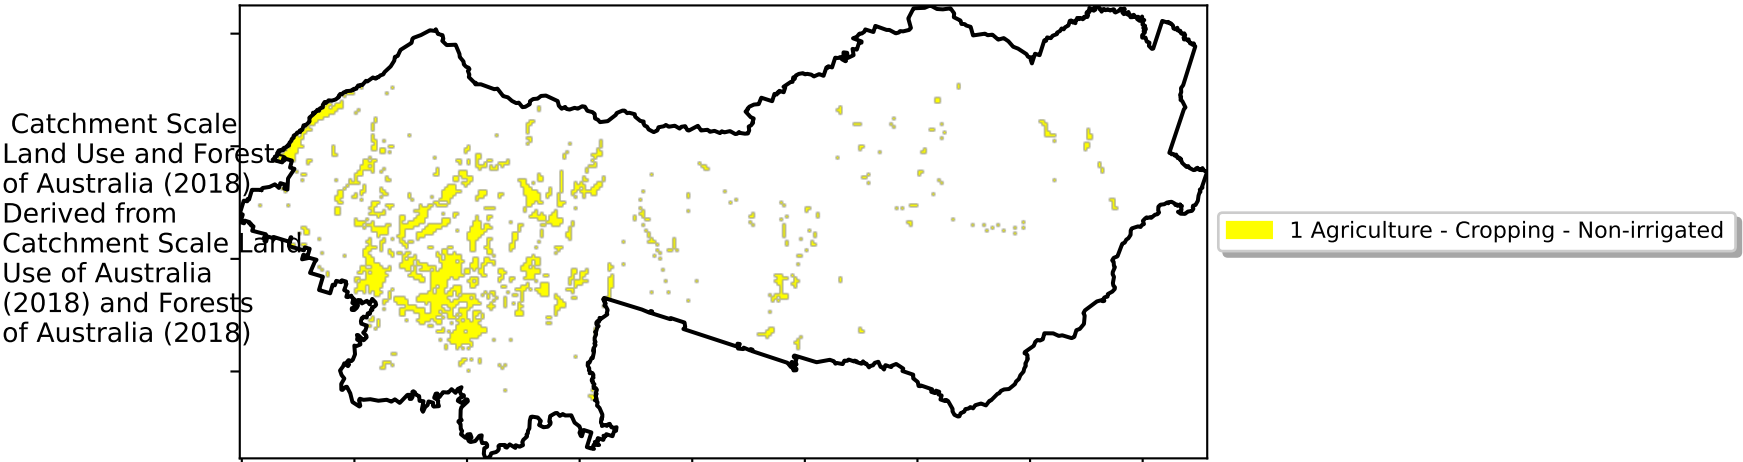 Catchment Scale
Land Use and Forests
of Australia (2018)
Derived from
Catchment Scale Land
Use of Australia
(2018) and Forests
of Australia (2018)
1 Agriculture - Cropping - Non-irrigated